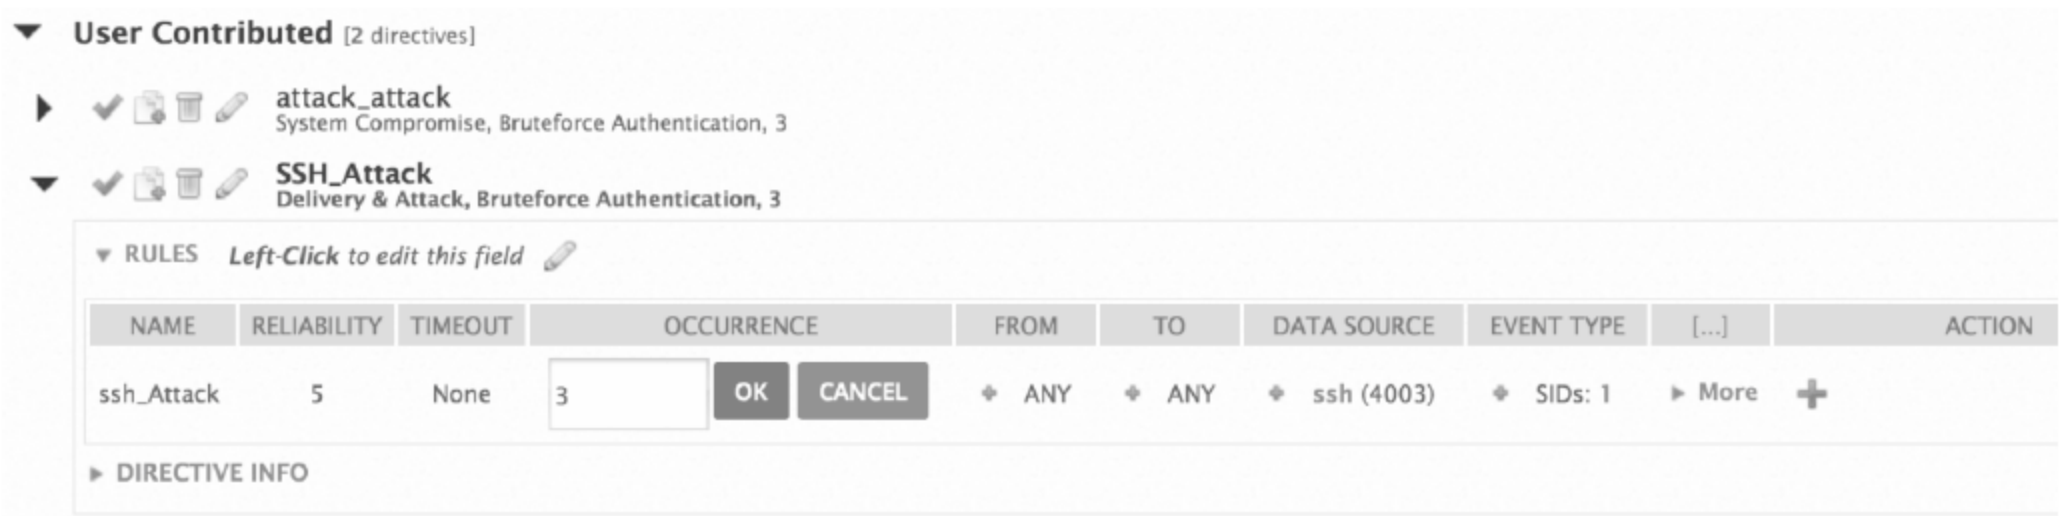 User Contributed [2 directives]
attack_attack
System Compromise, Bruteforce Authentication, 3
SSH_Attack
Delivery & Attack, Bruteforce Authentication, 3
RULES Left-Click to edit this field
NAME RELIABILITY TIMEOUT OCCURRENCE FROM TO DATA SOURCE EVENT TYPE [...] ACTION
ssh_Attack 5 None 3 OK CANCEL ANY ANY ssh (4003) SIDs: 1 More
DIRECTIVE INFO